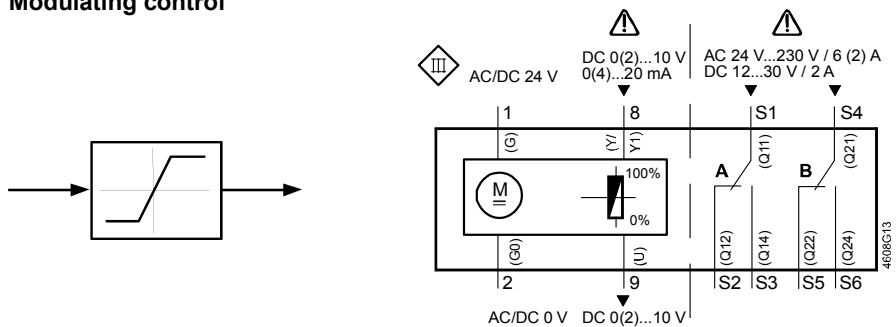 Modulating control
DC 0(2)...10 V
0(4)...20 mA
AC 24 V...230 V / 6 (2) A
DC 12...30 V / 2 A
III
AC/DC 24 V
1
8
S1
S4
(G)
(Y/
Y1)
(Q11)
(Q21)
A
B
M
100%
0%
(G0)
(U)
(Q12)
(Q14)
(Q22)
(Q24)
2
9
S2
S3
S5
S6
AC/DC 0 V
DC 0(2)...10 V
4608G13